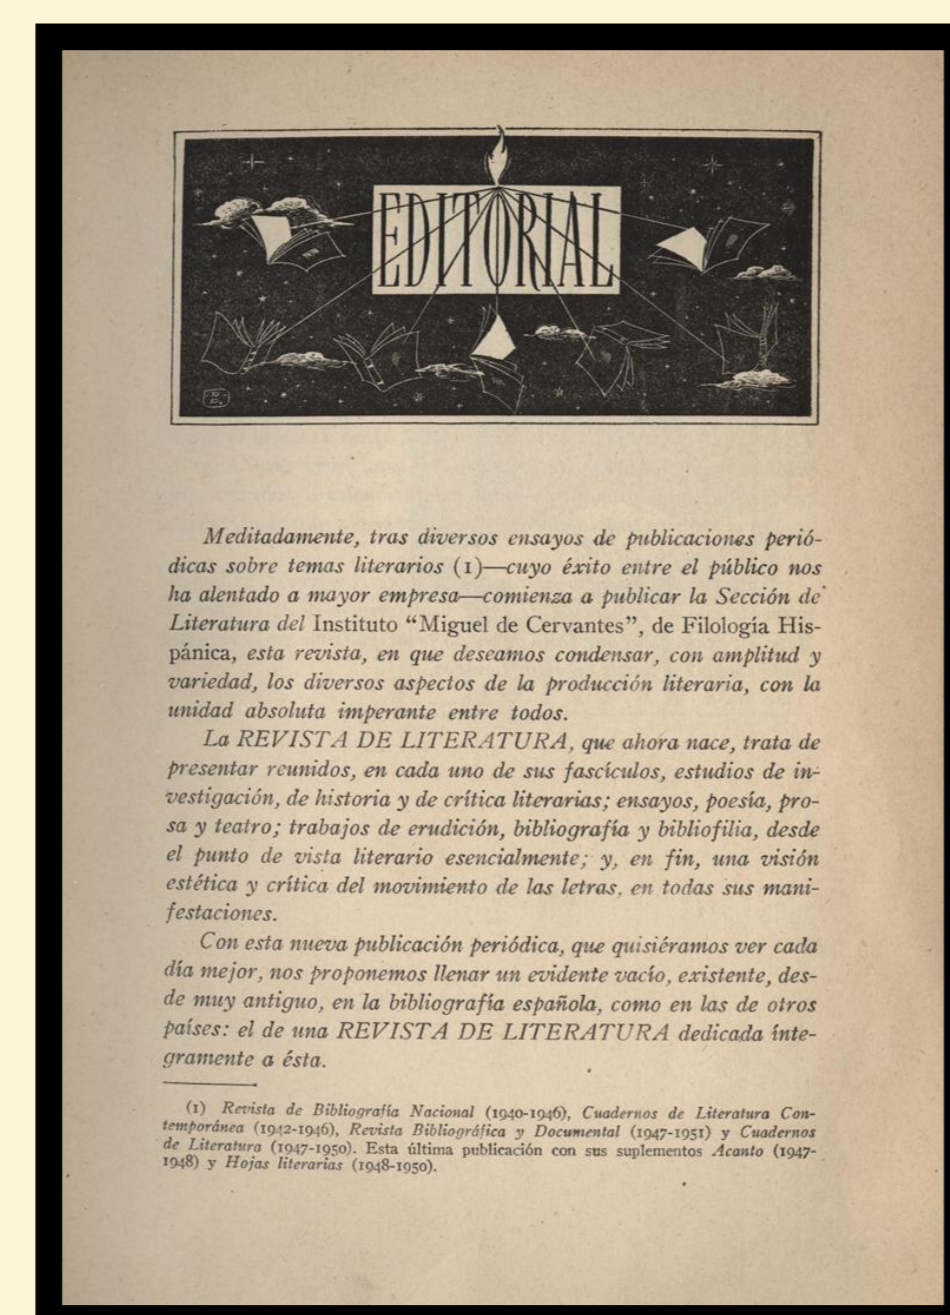 EDITORIAL
Meditadamente, tras diversos ensayos de publicaciones perió-
dicas sobre temas literarios (1)—cuyo éxito entre el público nos
ha alentado a mayor empresa—comienza a publicar la Sección de
Literatura del Instituto “Miguel de Cervantes”, de Filología His-
pánica, esta revista, en que deseamos condensar, con amplitud y
variedad, los diversos aspectos de la producción literaria, con la
unidad absoluta imperante entre todos.
La REVISTA DE LITERATURA, que ahora nace, trata de
presentar reunidos, en cada uno de sus fascículos, estudios de in-
vestigación, de historia y de crítica literarias; ensayos, poesía, pro-
sa y teatro; trabajos de erudición, bibliografía y bibliofilia, desde
el punto de vista literario esencialmente; y, en fin, una visión
estética y crítica del movimiento de las letras, en todas sus mani-
festaciones.
Con esta nueva publicación periódica, que quisiéramos ver cada
día mejor, nos proponemos llenar un evidente vacío, existente, des-
de muy antiguo, en la bibliografía española, como en las de otros
países: el de una REVISTA DE LITERATURA dedicada ínte-
gramente a ésta.
(1) Revista de Bibliografía Nacional (1940-1946), Cuadernos de Literatura Con-
temporánea (1942-1946), Revista Bibliográfica y Documental (1947-1951) y Cuadernos
de Literatura (1947-1950). Esta última publicación con sus suplementos Acanto (1947-
1948) y Hojas literarias (1948-1950).